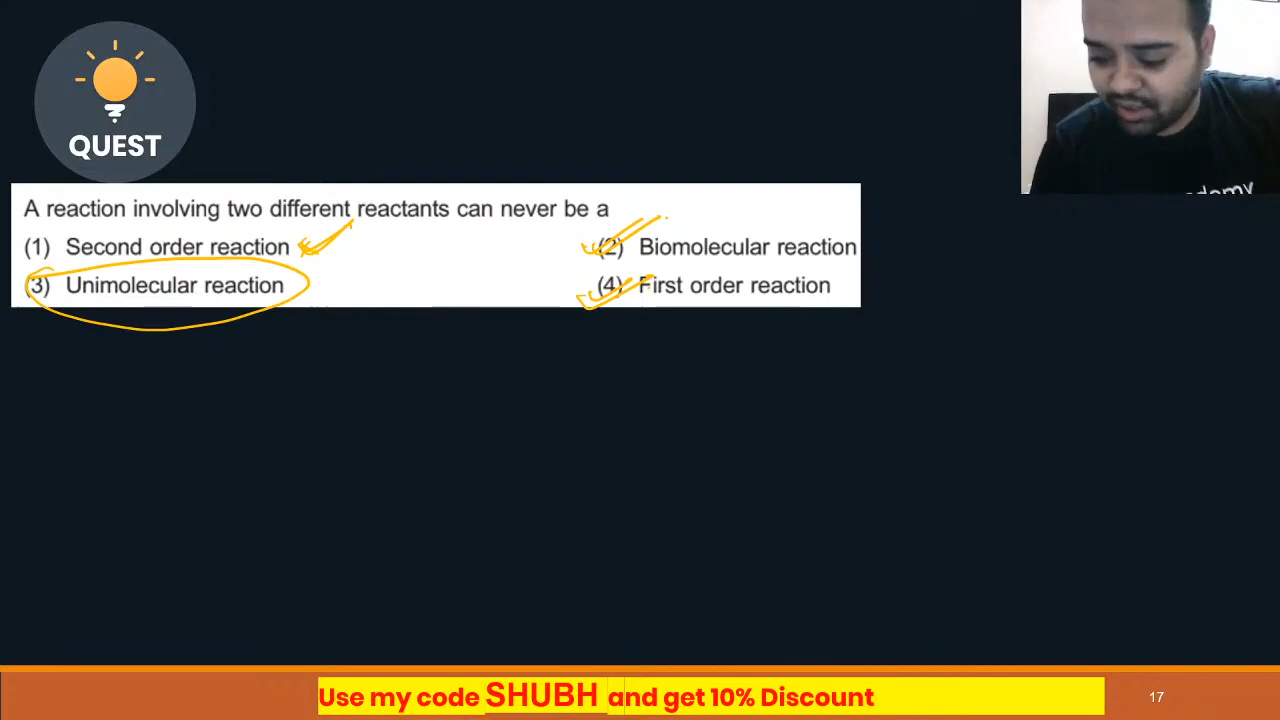 QUEST
A reaction involving two different reactants can never be a
(1) Second order reaction
(2) Biomolecular reaction
(3) Unimolecular reaction
(4) First order reaction
Use my code SHUBH and get 10% Discount
17